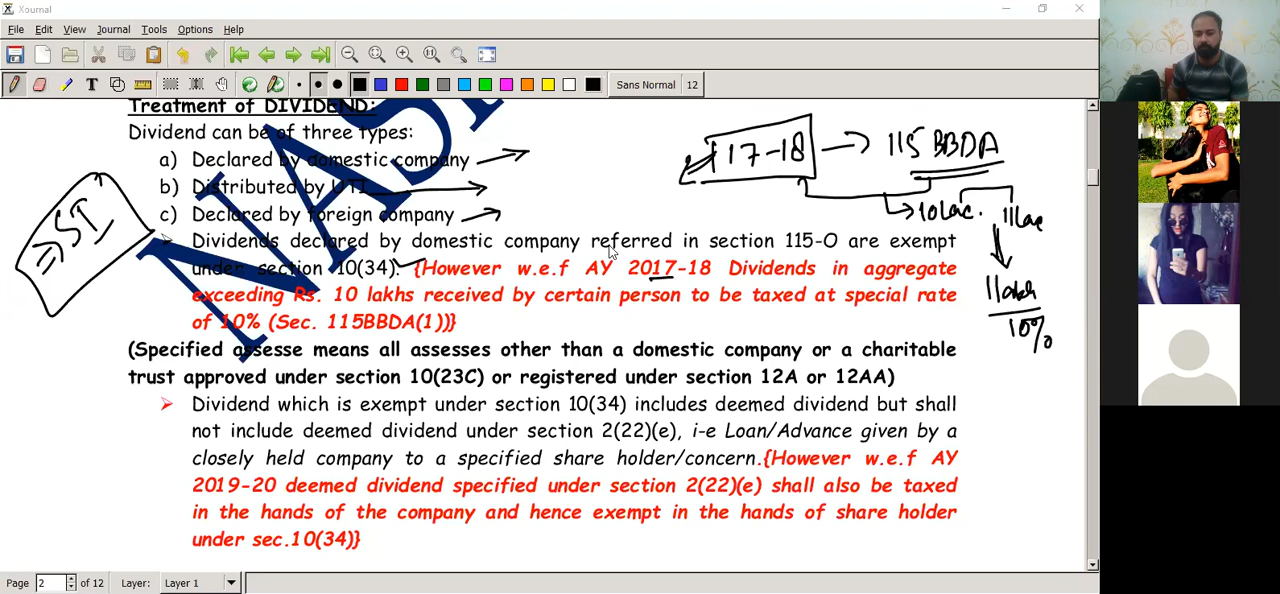 Xournal
File Edit View Journal Tools Options Help
Sans Normal 12
Treatment of DIVIDEND:
Dividend can be of three types:
a) Declared by domestic company
b) Distributed by UTI
c) Declared by foreign company
17-18 → 115 BBDA
10 lac. 11 lac
11 lakh
10%
Dividends declared by domestic company referred in section 115-O are exempt
under section 10(34). {However w.e.f AY 2017-18 Dividends in aggregate
exceeding Rs. 10 lakhs received by certain person to be taxed at special rate
of 10% (Sec. 115BBDA(1))}
(Specified assesse means all assesses other than a domestic company or a charitable
trust approved under section 10(23C) or registered under section 12A or 12AA)
Dividend which is exempt under section 10(34) includes deemed dividend but shall
not include deemed dividend under section 2(22)(e), i-e Loan/Advance given by a
closely held company to a specified share holder/concern.{However w.e.f AY
2019-20 deemed dividend specified under section 2(22)(e) shall also be taxed
in the hands of the company and hence exempt in the hands of share holder
under sec.10(34)}
NAS
Page 2 of 12 Layer: Layer 1